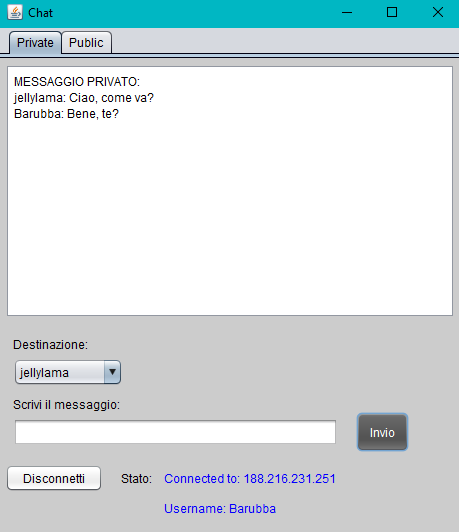 Chat
Private Public
MESSAGGIO PRIVATO:
jellylama: Ciao, come va?
Barubba: Bene, te?
Destinazione:
jellylama
Scrivi il messaggio:
Invio
Disconnetti Stato: Connected to: 188.216.231.251
Username: Barubba